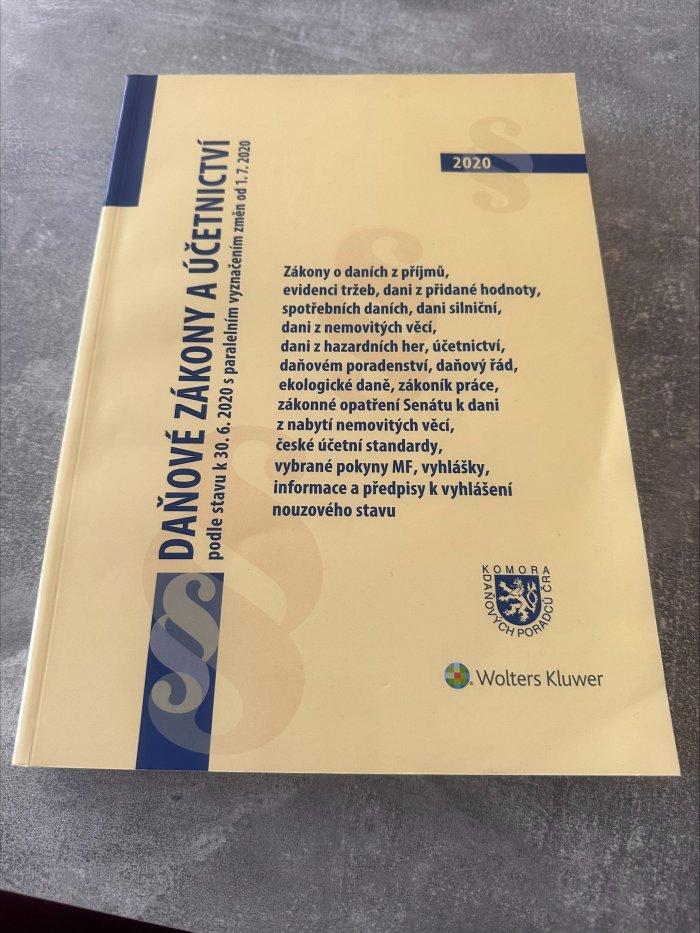 DAŇOVÉ ZÁKONY A ÚČETNICTVÍ
podle stavu k 30. 6. 2020 s paralelním vyznačením změn od 1. 7. 2020
2020
Zákony o daních z příjmů,
evidenci tržeb, dani z přidané hodnoty,
spotřebních daních, dani silniční,
dani z nemovitých věcí,
dani z hazardních her, účetnictví,
daňovém poradenství, daňový řád,
ekologické daně, zákoník práce,
zákonné opatření Senátu k dani
z nabytí nemovitých věcí,
české účetní standardy,
vybrané pokyny MF, vyhlášky,
informace a předpisy k vyhlášení
nouzového stavu
KOMORA
DAŇOVÝCH PORADCŮ ČR
Wolters Kluwer